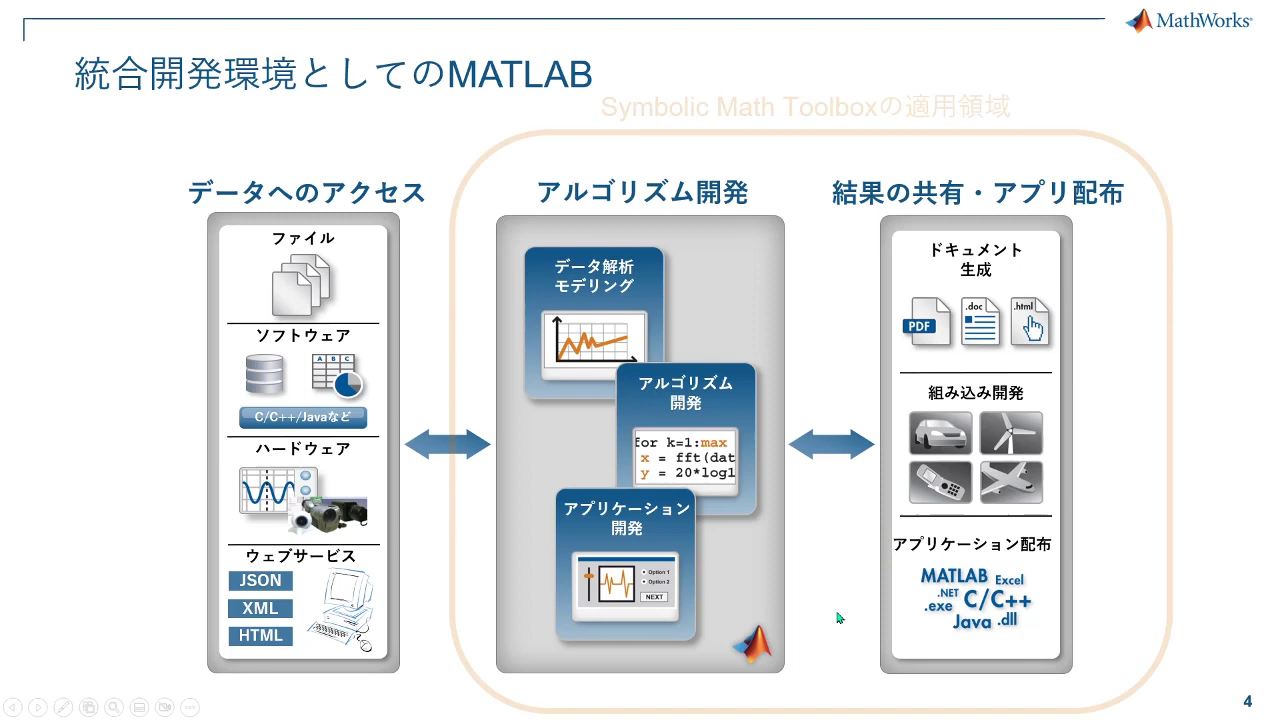 MathWorks
統合開発環境としてのMATLAB
Symbolic Math Toolboxの適用領域
データへのアクセス
ファイル
ソフトウェア
A B C
C/C++/Javaなど
ハードウェア
ウェブサービス
JSON
XML
HTML
アルゴリズム開発
データ解析
モデリング
アルゴリズム
開発
for k=1:max
x = fft(dat
y = 20*log1
アプリケーション
開発
Option 1
Option 2
NEXT
結果の共有・アプリ配布
ドキュメント
生成
PDF
.doc
.html
組み込み開発
アプリケーション配布
MATLAB Excel
.NET
.exe C/C++
Java .dll
4